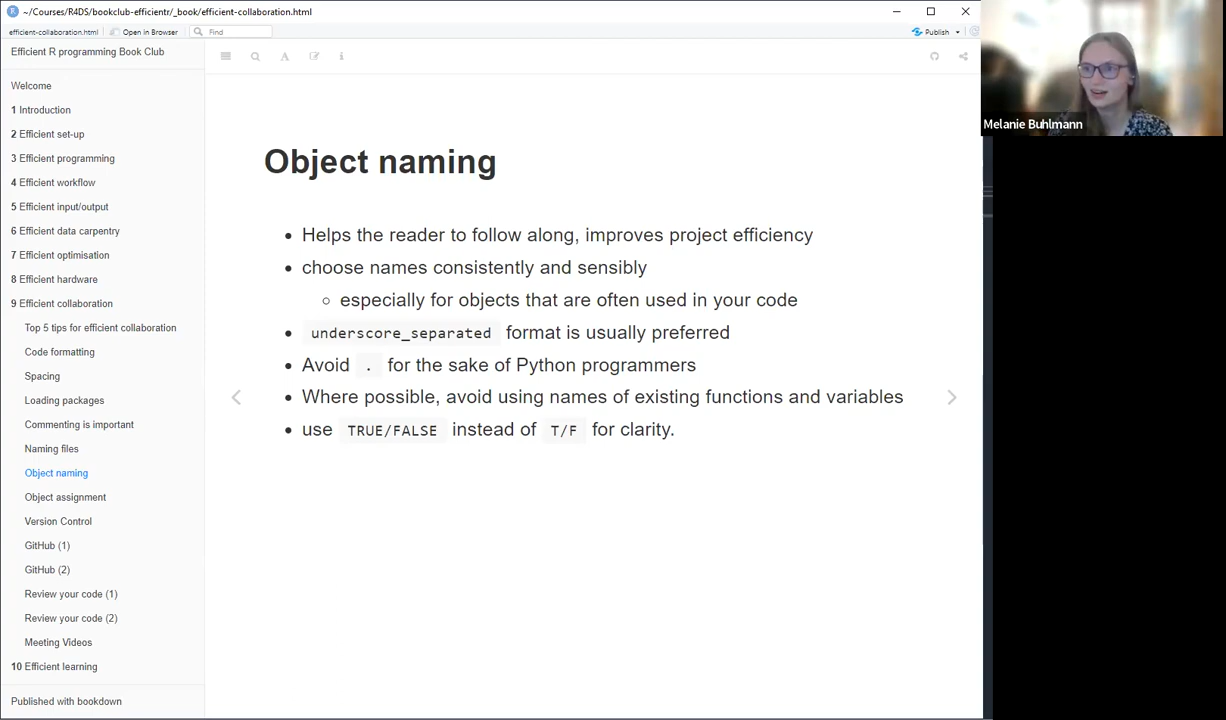 ~/Courses/R4DS/bookclub-efficientr/_book/efficient-collaboration.html
efficient-collaboration.html
Open in Browser
Find
Publish
Efficient R programming Book Club
Welcome
1 Introduction
2 Efficient set-up
3 Efficient programming
4 Efficient workflow
5 Efficient input/output
6 Efficient data carpentry
7 Efficient optimisation
8 Efficient hardware
9 Efficient collaboration
Top 5 tips for efficient collaboration
Code formatting
Spacing
Loading packages
Commenting is important
Naming files
Object naming
Object assignment
Version Control
GitHub (1)
GitHub (2)
Review your code (1)
Review your code (2)
Meeting Videos
10 Efficient learning
Published with bookdown
Object naming
Helps the reader to follow along, improves project efficiency
choose names consistently and sensibly
especially for objects that are often used in your code
underscore_separated format is usually preferred
Avoid . for the sake of Python programmers
Where possible, avoid using names of existing functions and variables
use TRUE/FALSE instead of T/F for clarity.
Melanie Buhlmann